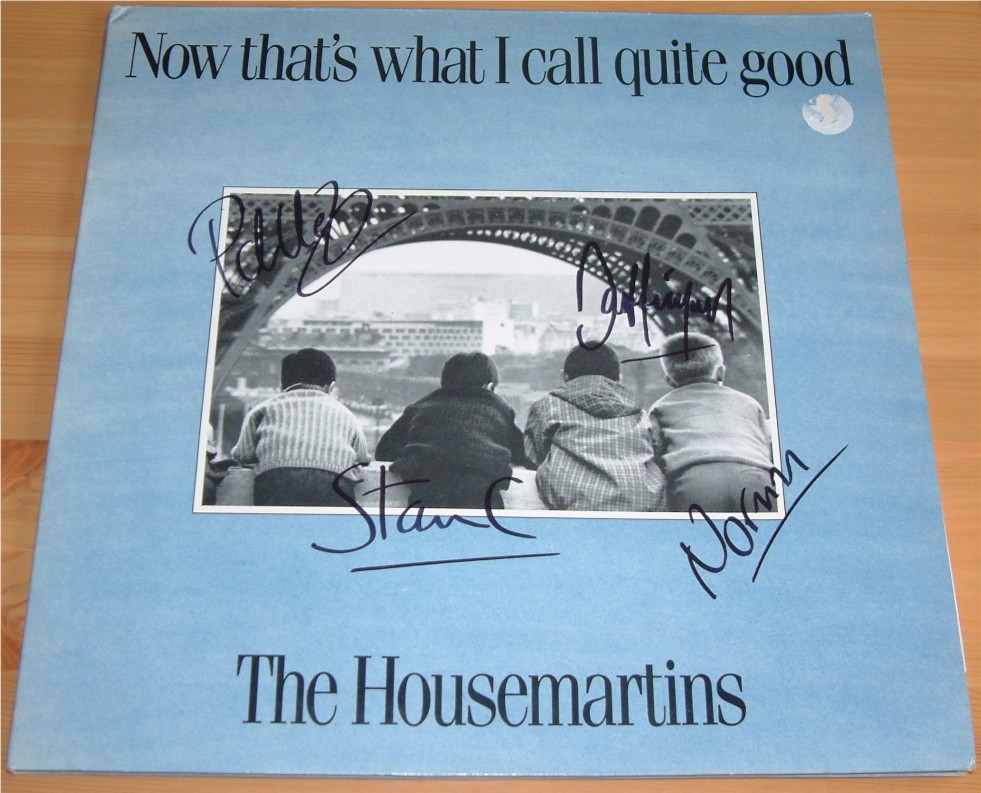 Now that's what I call quite good
Stan C
Norman
The Housemartins